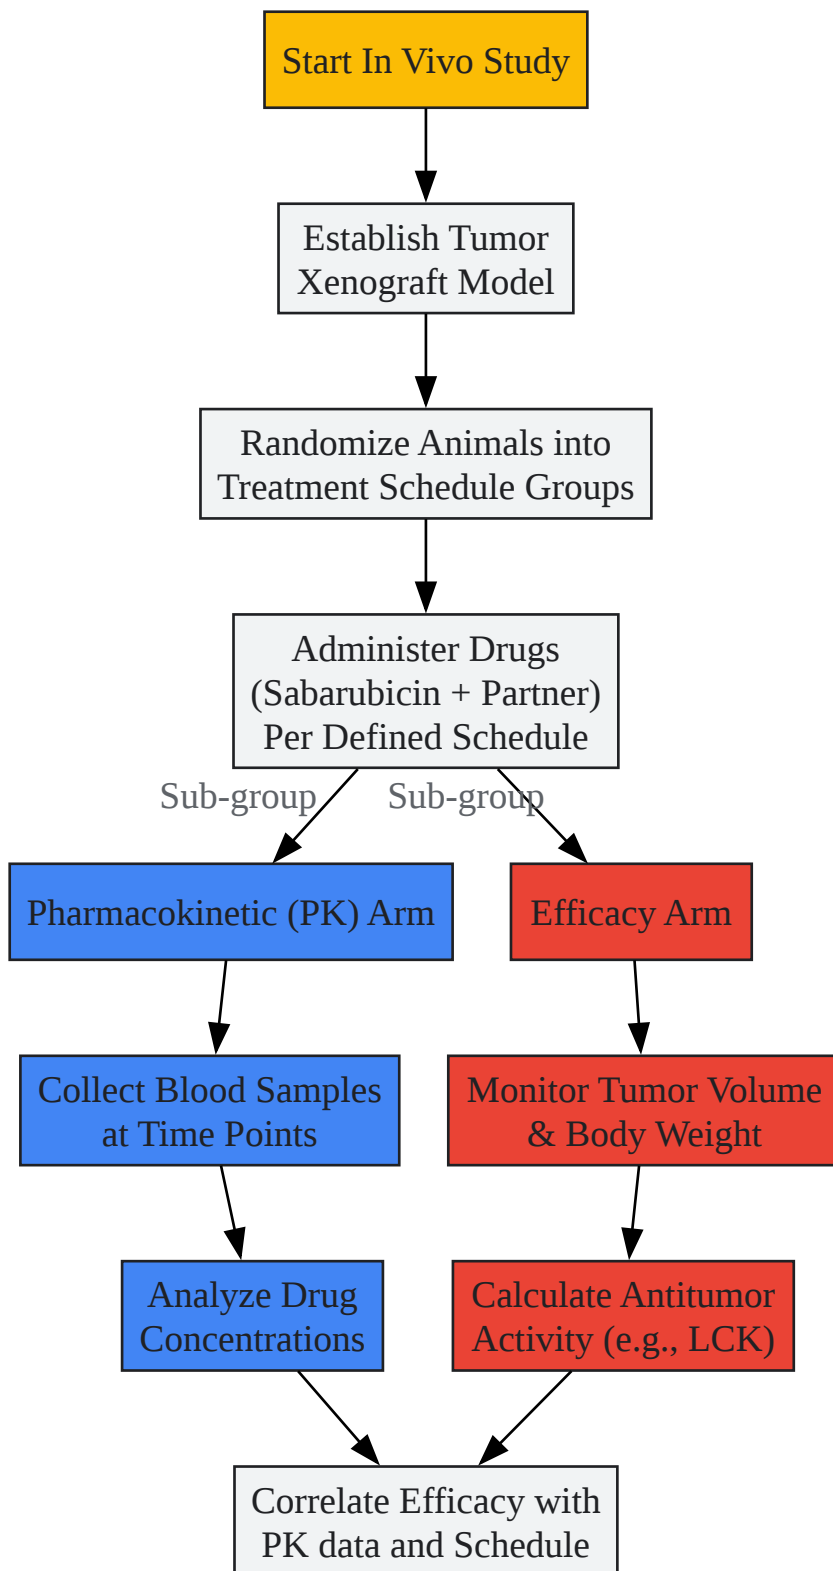 Start In Vivo Study
Establish Tumor
Xenograft Model
Randomize Animals into
Treatment Schedule Groups
Administer Drugs
(Sabarubicin + Partner)
Per Defined Schedule
Sub-group
Sub-group
Pharmacokinetic (PK) Arm
Efficacy Arm
Collect Blood Samples
at Time Points
Monitor Tumor Volume
& Body Weight
Analyze Drug
Concentrations
Calculate Antitumor
Activity (e.g., LCK)
Correlate Efficacy with
PK data and Schedule